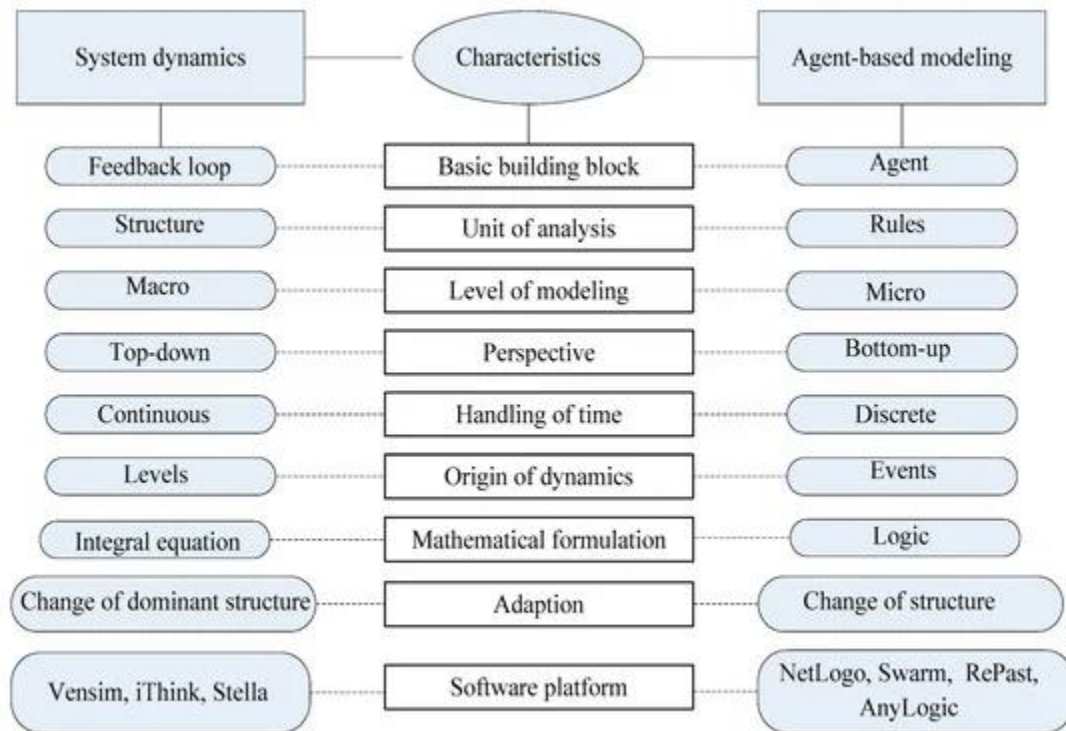 System dynamics
Characteristics
Agent-based modeling
Feedback loop
Basic building block
Agent
Structure
Unit of analysis
Rules
Macro
Level of modeling
Micro
Top-down
Perspective
Bottom-up
Continuous
Handling of time
Discrete
Levels
Origin of dynamics
Events
Integral equation
Mathematical formulation
Logic
Change of dominant structure
Adaption
Change of structure
Vensim, iThink, Stella
Software platform
NetLogo, Swarm, RePast,
AnyLogic